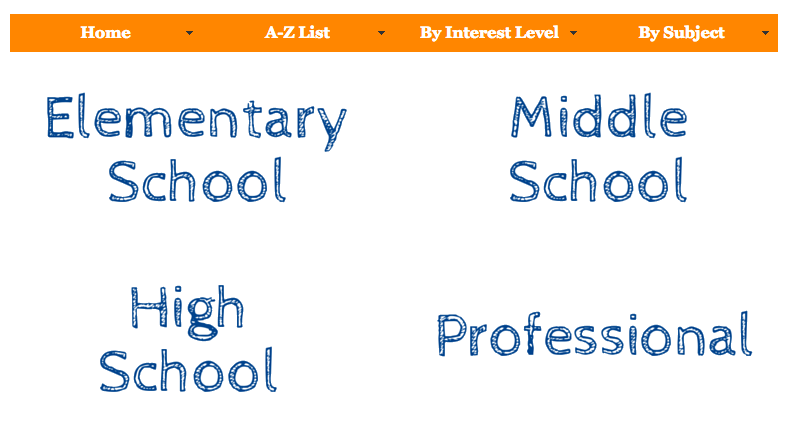 Home A-Z List By Interest Level By Subject
Elementary
School
Middle
School
High
School
Professional